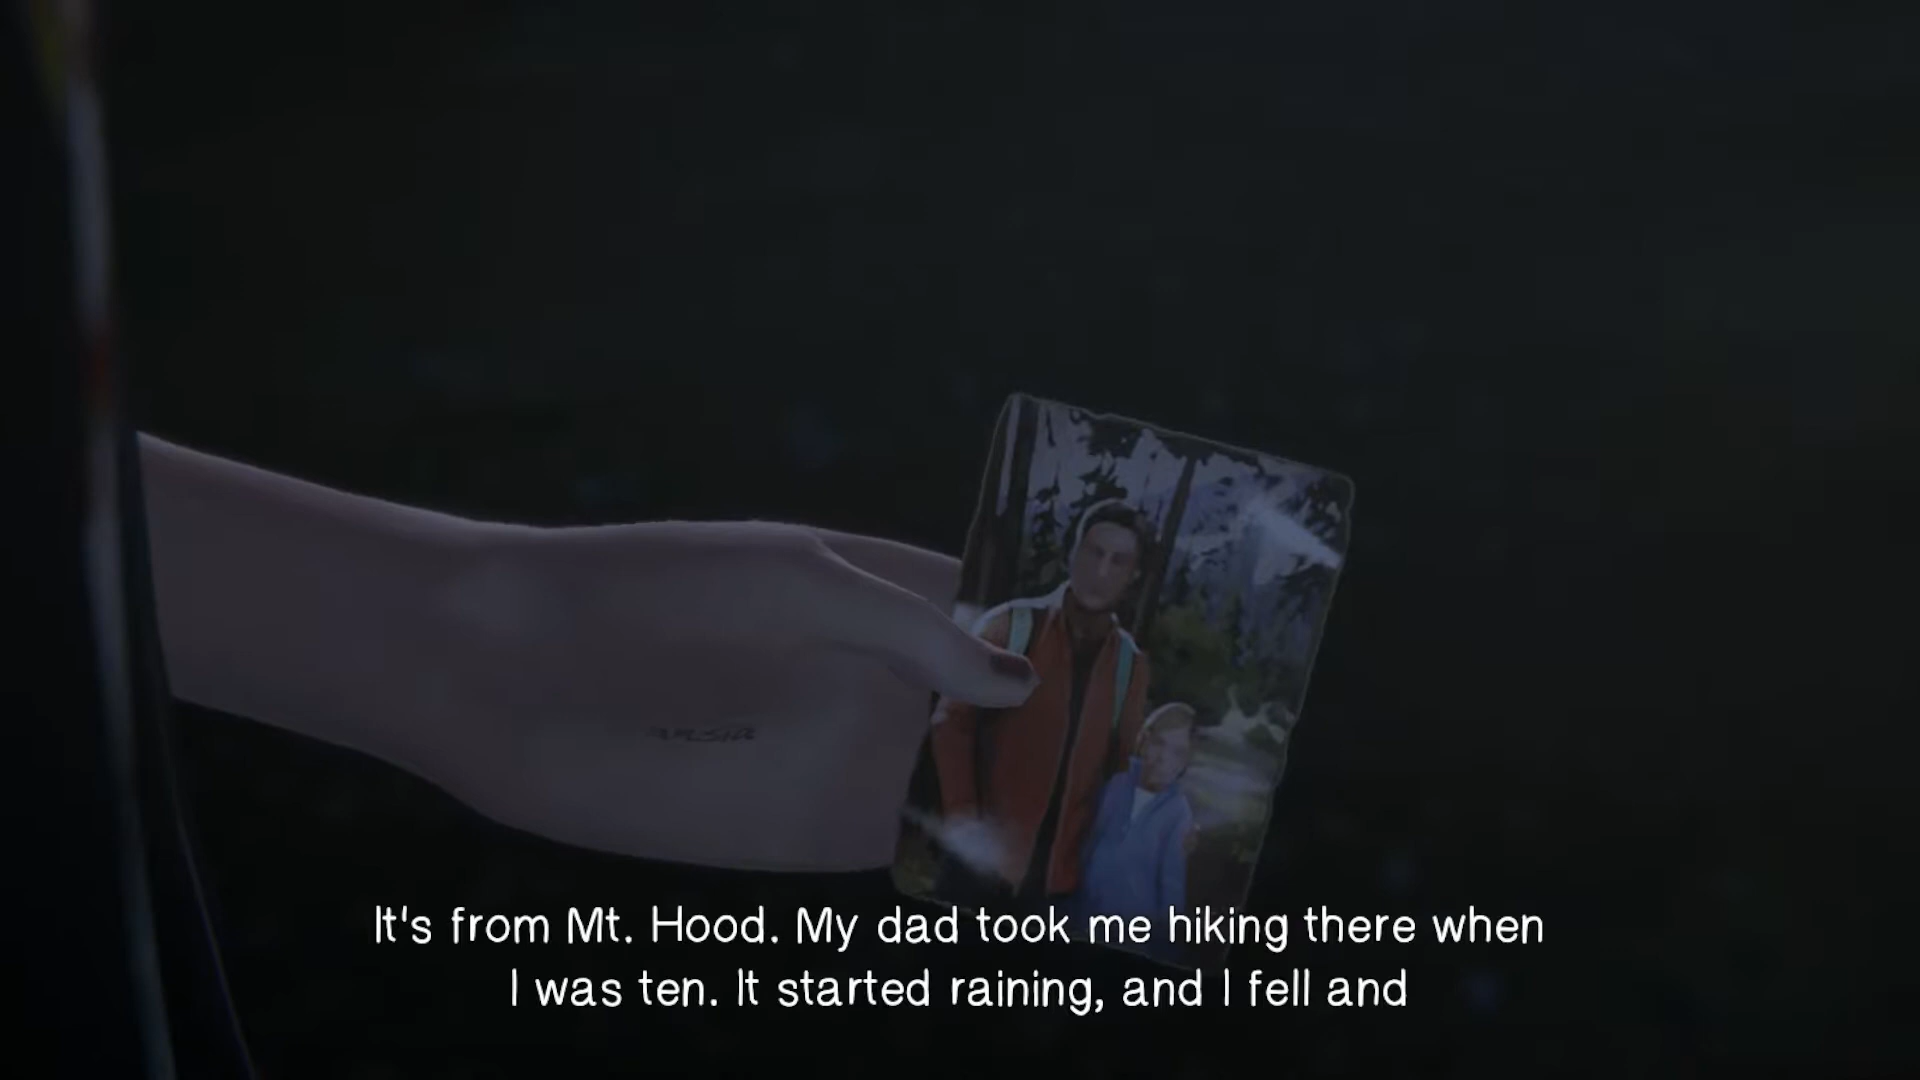 It's from Mt. Hood. My dad took me hiking there when
I was ten. It started raining, and I fell and